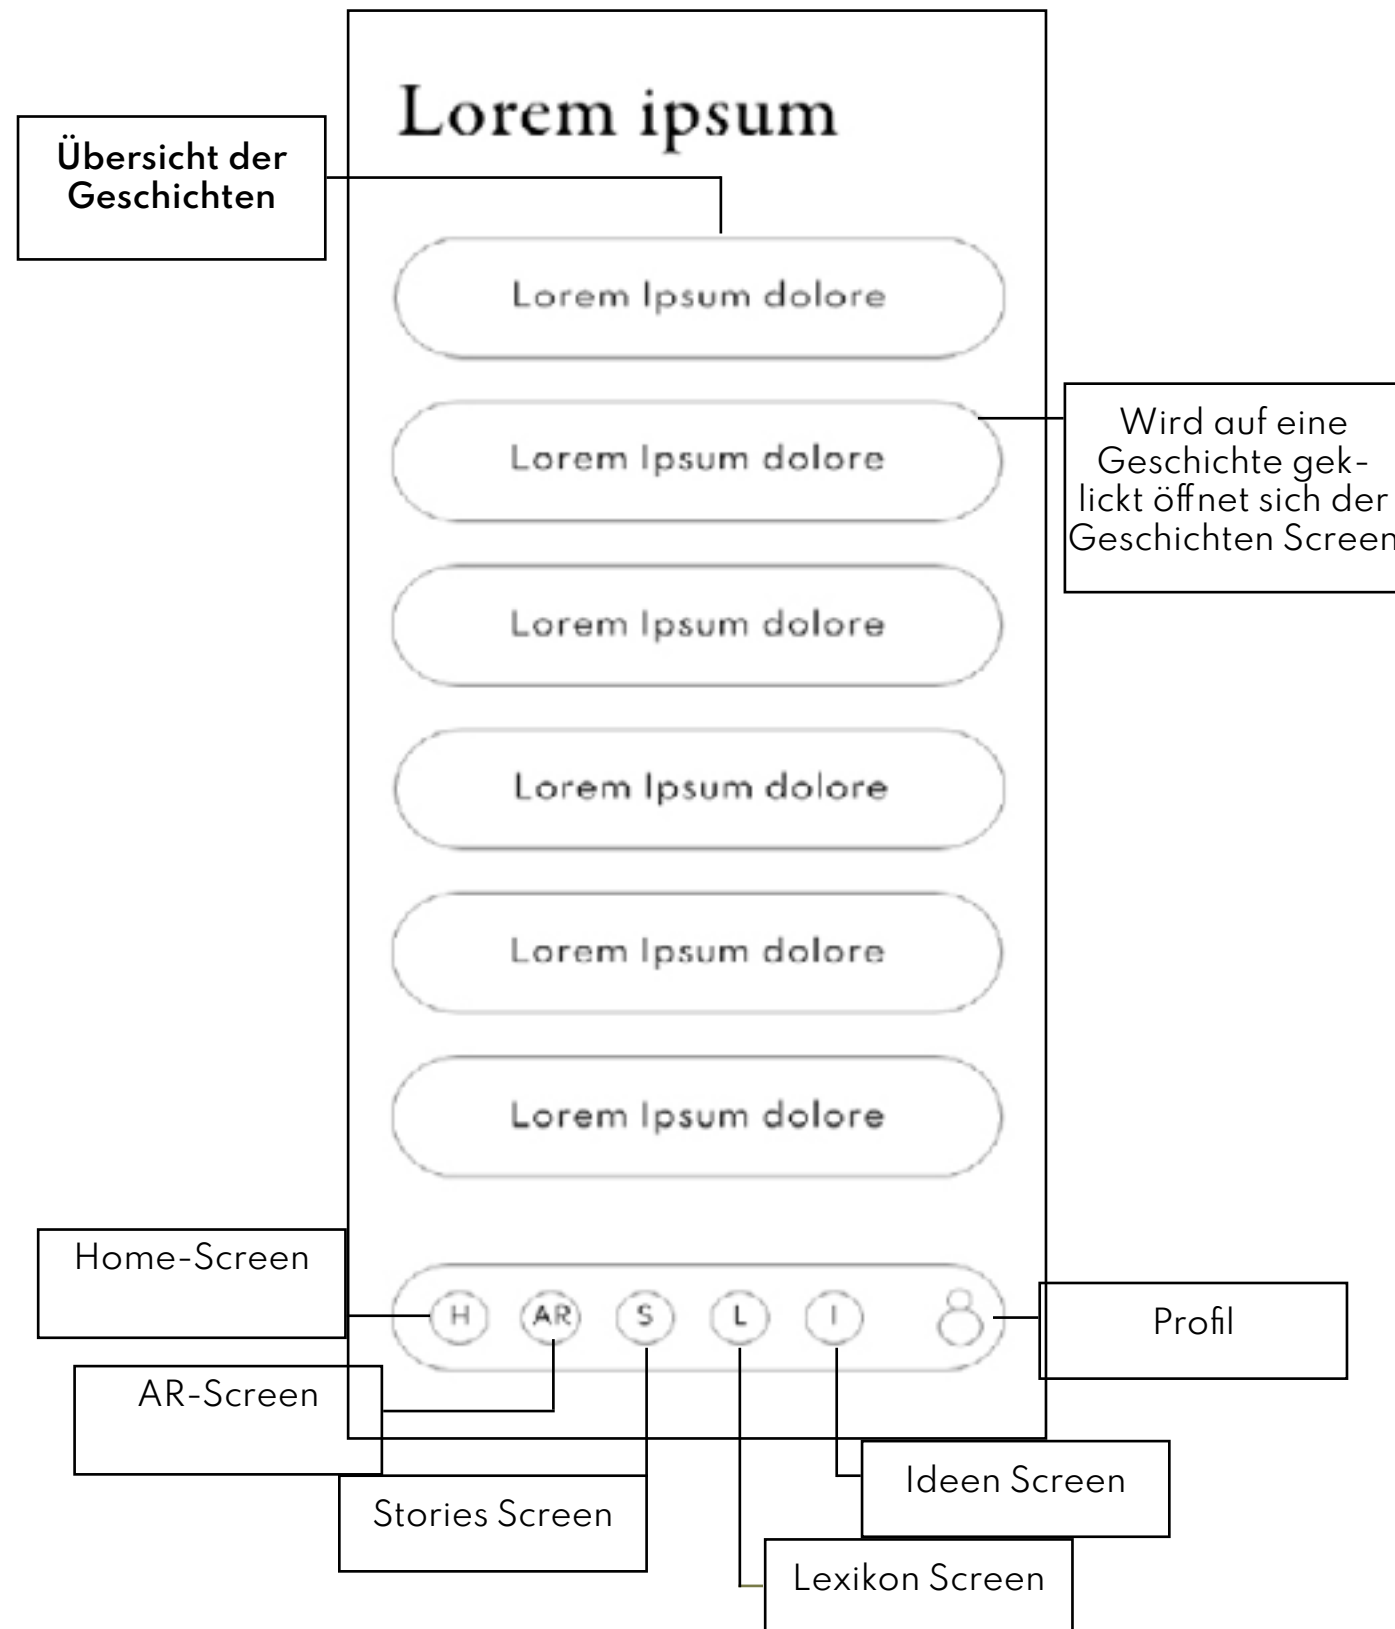 Lorem ipsum
Übersicht der
Geschichten
Lorem Ipsum dolore
Lorem Ipsum dolore
Wird auf eine
Geschichte gek-
lickt öffnet sich der
Geschichten Screen
Lorem Ipsum dolore
Lorem Ipsum dolore
Lorem Ipsum dolore
Lorem Ipsum dolore
Home-Screen
H AR S L I
Profil
AR-Screen
Ideen Screen
Stories Screen
Lexikon Screen